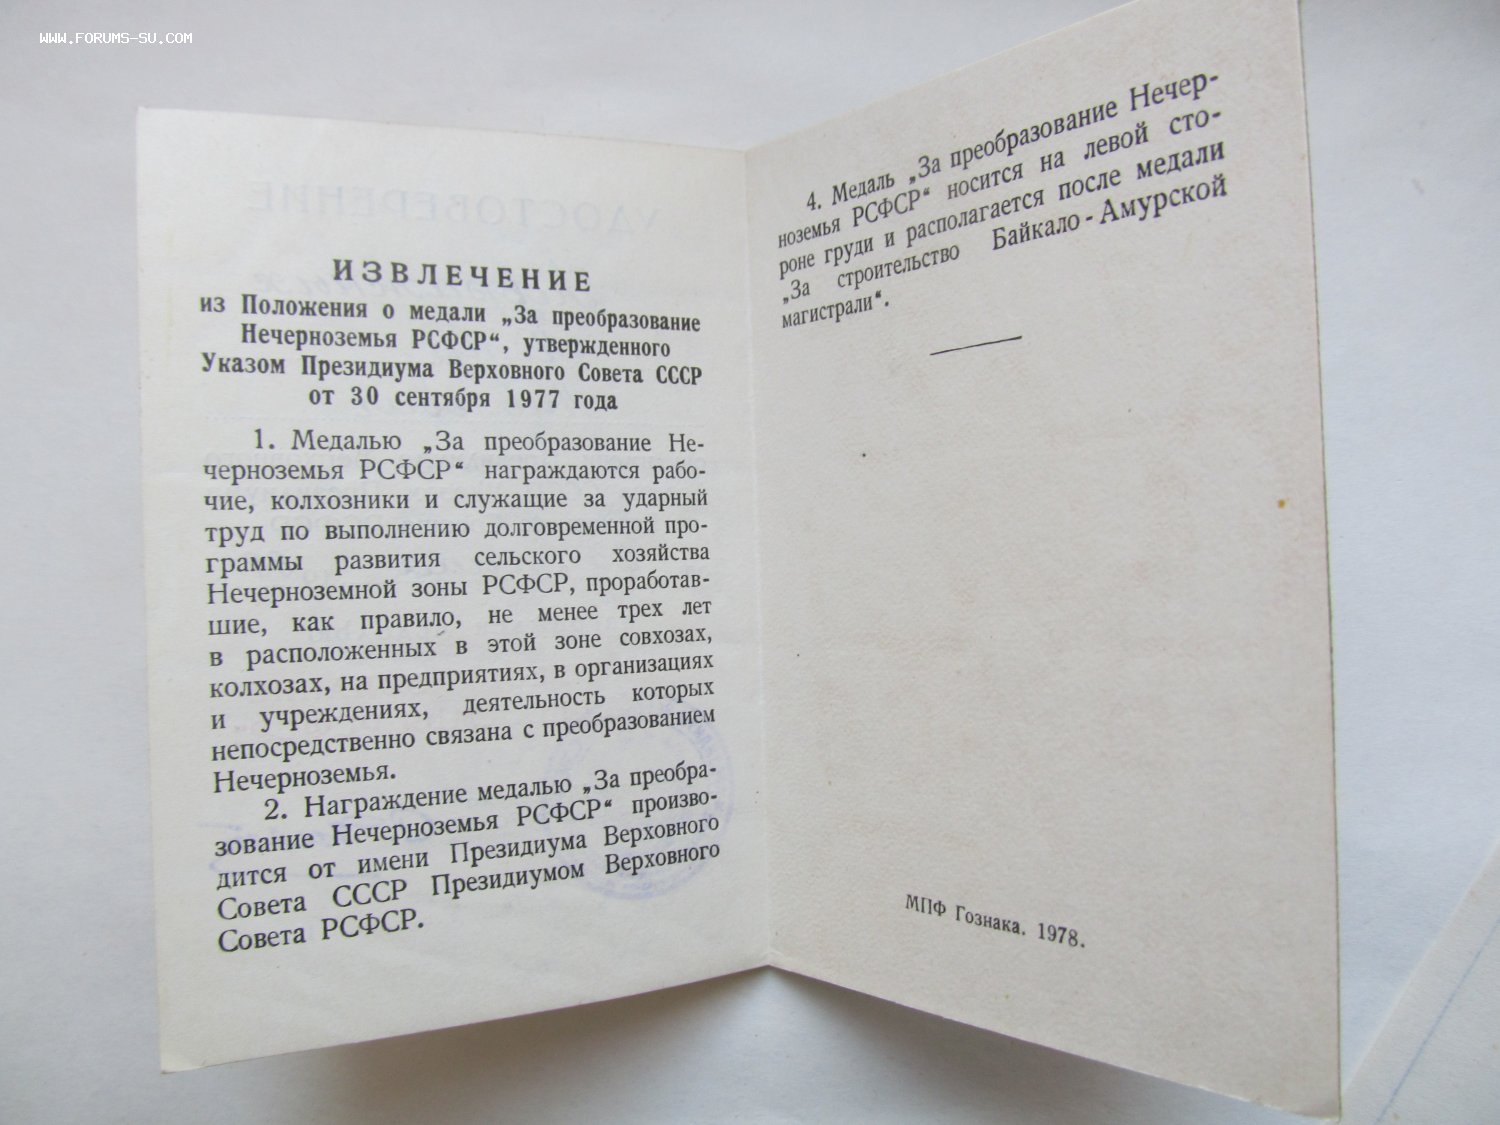 WWW.FORUMS-SU.COM
ИЗВЛЕЧЕНИЕ
из Положения о медали „За преобразование
Нечерноземья РСФСР“, утвержденного
Указом Президиума Верховного Совета СССР
от 30 сентября 1977 года
1. Медалью „За преобразование Не-
черноземья РСФСР“ награждаются рабо-
чие, колхозники и служащие за ударный
труд по выполнению долговременной про-
граммы развития сельского хозяйства
Нечерноземной зоны РСФСР, проработав-
шие, как правило, не менее трех лет
в расположенных в этой зоне совхозах,
колхозах, на предприятиях, в организациях
и учреждениях, деятельность которых
непосредственно связана с преобразованием
Нечерноземья.
2. Награждение медалью „За преобра-
зование Нечерноземья РСФСР“ произво-
дится от имени Президиума Верховного
Совета СССР Президиумом Верховного
Совета РСФСР.
4. Медаль „За преобразование Нечер-
ноземья РСФСР“ носится на левой сто-
роне груди и располагается после медали
„За строительство Байкало-Амурской
магистрали“.
МПФ Гознака. 1978.